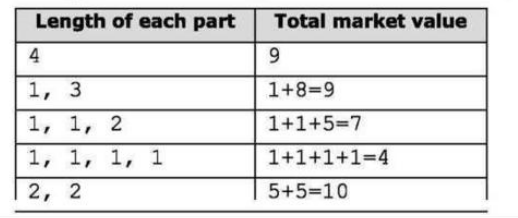 Length of each part Total market value
4 9
1, 3 1+8=9
1, 1, 2 1+1+5=7
1, 1, 1, 1 1+1+1+1=4
2, 2 5+5=10